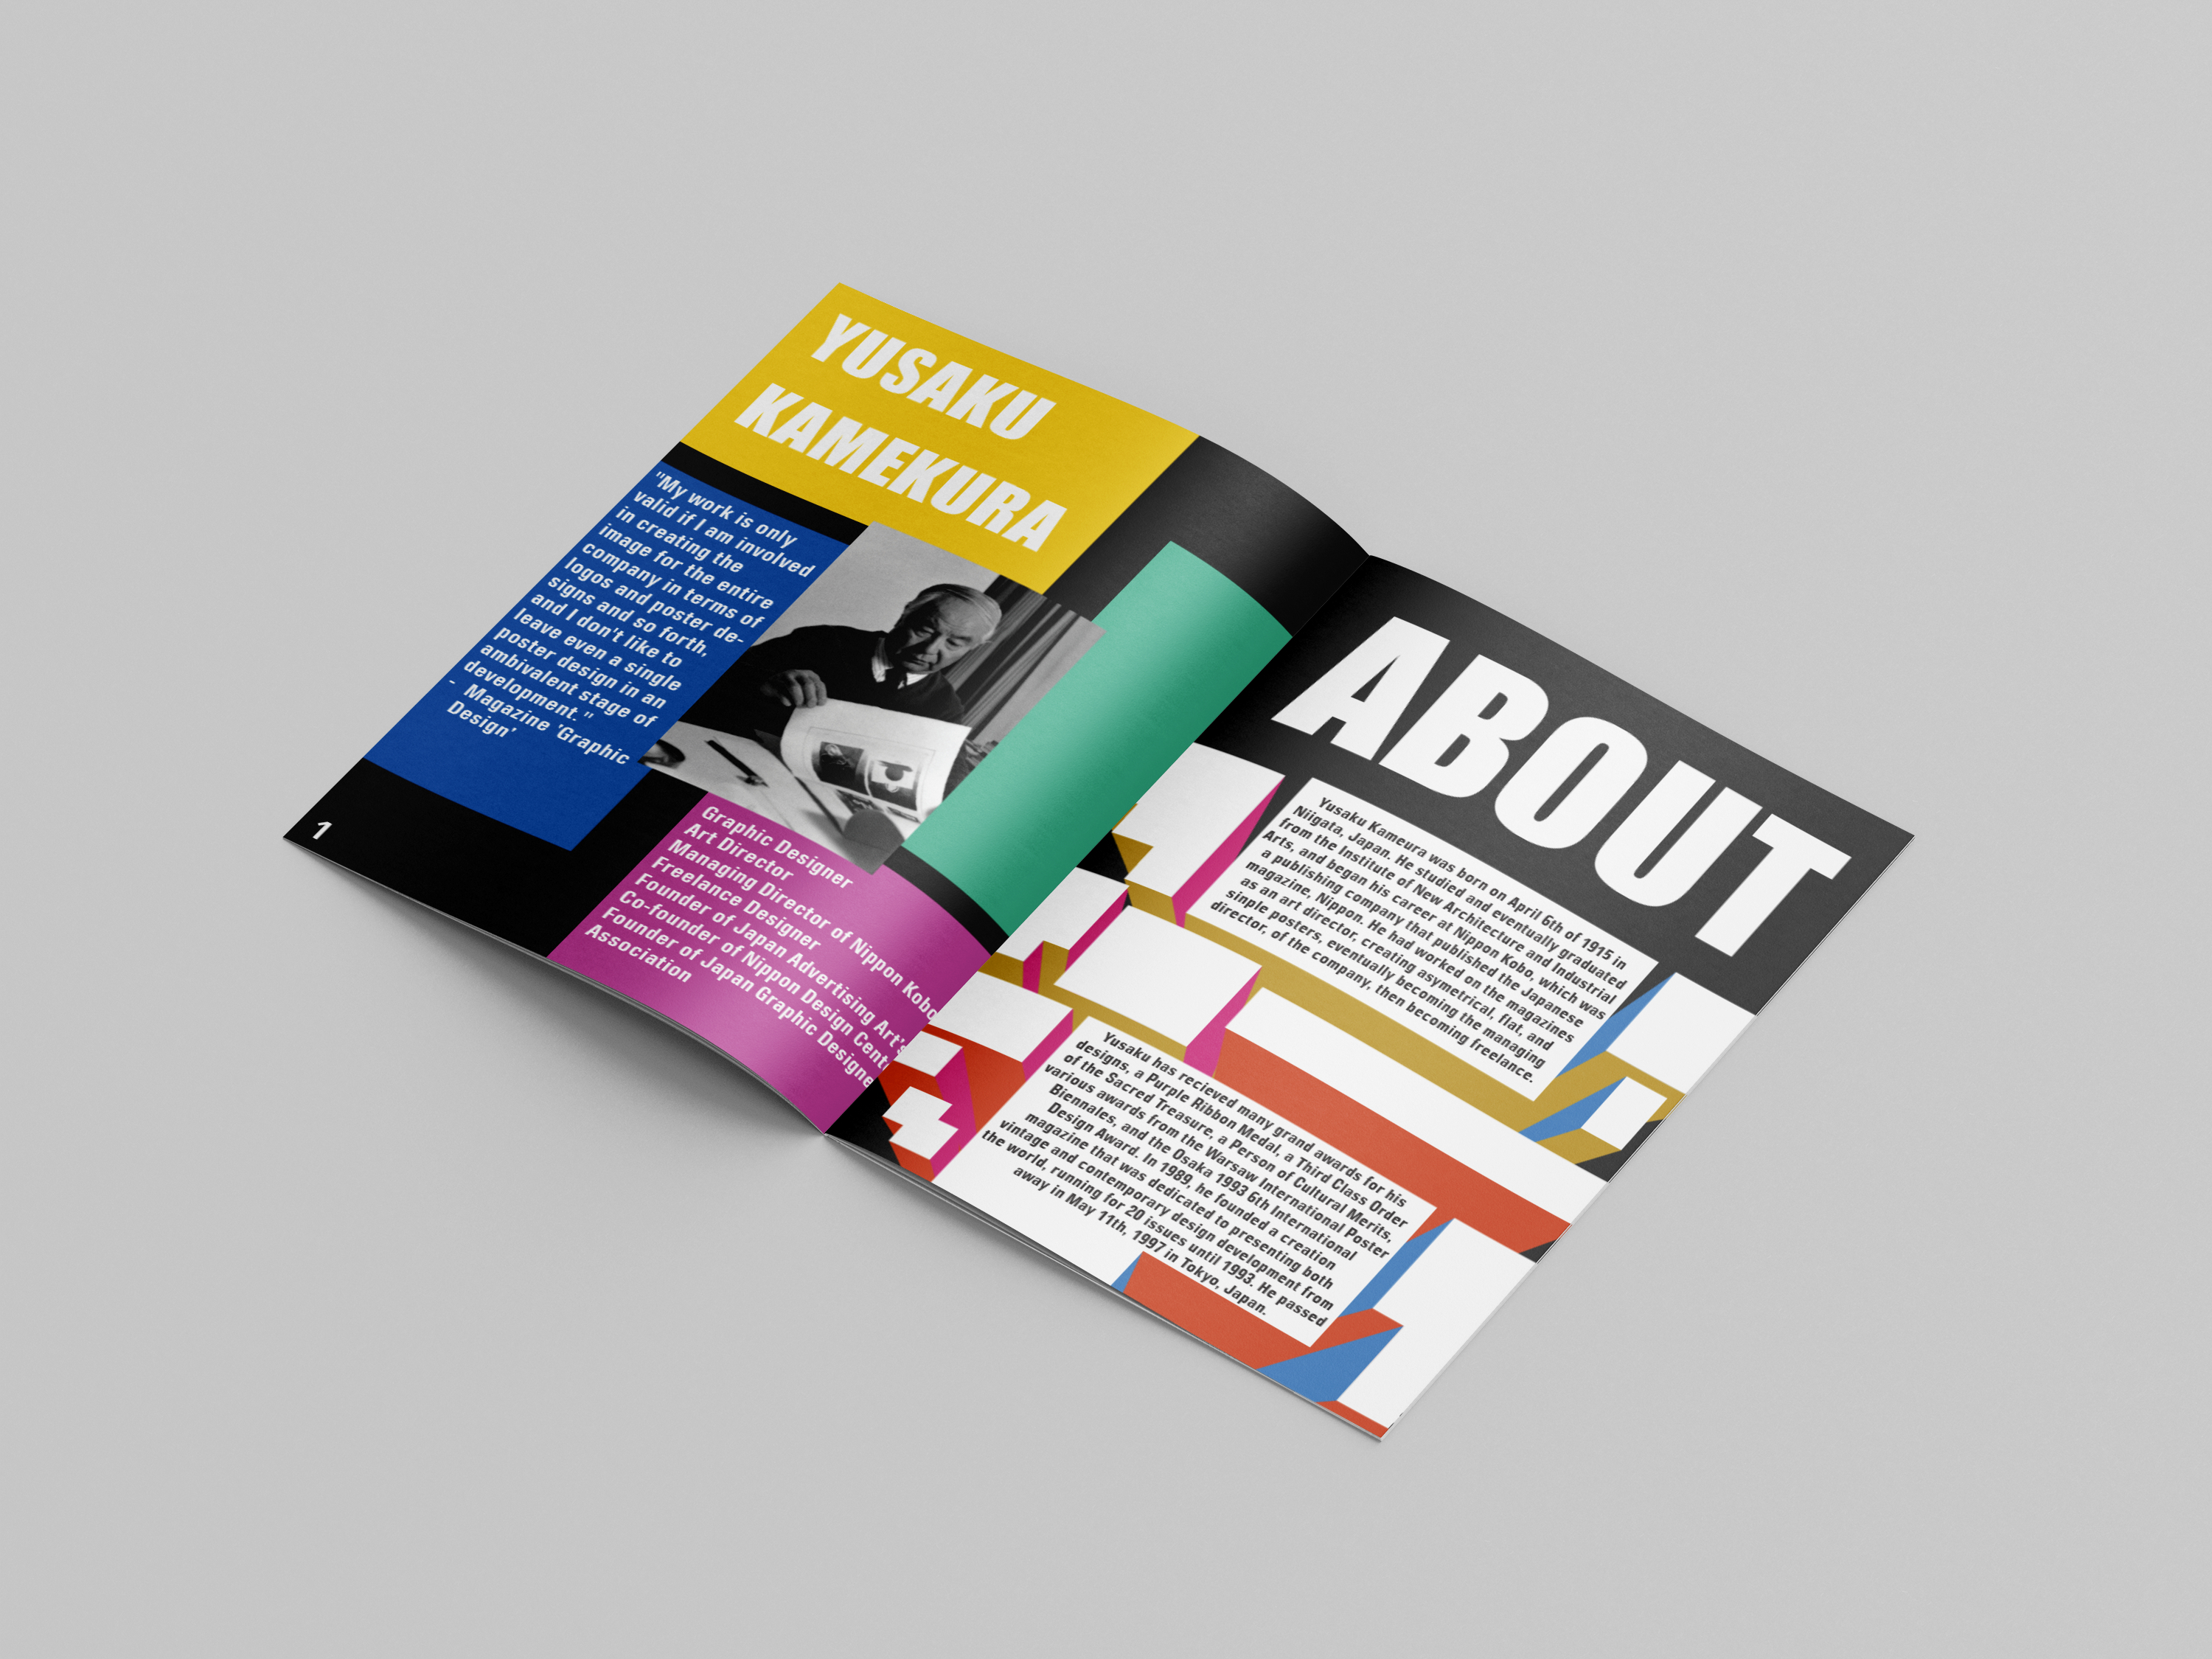 YUSAKU
KAMEKURA
"My work is only
valid if I am involved
in creating the
image for the entire
company in terms of
logos and poster de-
signs and so forth,
and I don't like to
leave even a single
poster design in an
ambivalent stage of
development."
- Magazine 'Graphic
Design'
Graphic Designer
Art Director
Managing Director of Nippon Kobo
Freelance Designer
Founder of Japan Advertising Art's
Co-founder of Nippon Design
Founder of Japan Graphic
Association
1
ABOUT
Yusaku Kameura was born on April 6th of 1915 in
Niigata, Japan. He studied and eventually graduated
from the Institute of New Architecture and Industrial
Arts, and began his career at Nippon Kobo, which was
a publishing company that published the Japanese
magazine, Nippon. He had worked on the magazines
as an art director, creating asymetrical, flat, and
simple posters, eventually becoming the managing
director, of the company, then becoming freelance.
Yusaku has recieved many grand awards for his
designs, a Purple Ribbon Medal, a Third Class Order
of the Sacred Treasure, a Person of Cultural Merits,
various awards from the Warsaw International Poster
Biennales, and the Osaka 1993 6th International
Design Award. In 1989, he founded a creation
magazine that was dedicated to presenting both
vintage and contemporary design development from
the world, running for 20 issues until 1993. He passed
away in May 11th, 1997 in Tokyo, Japan.